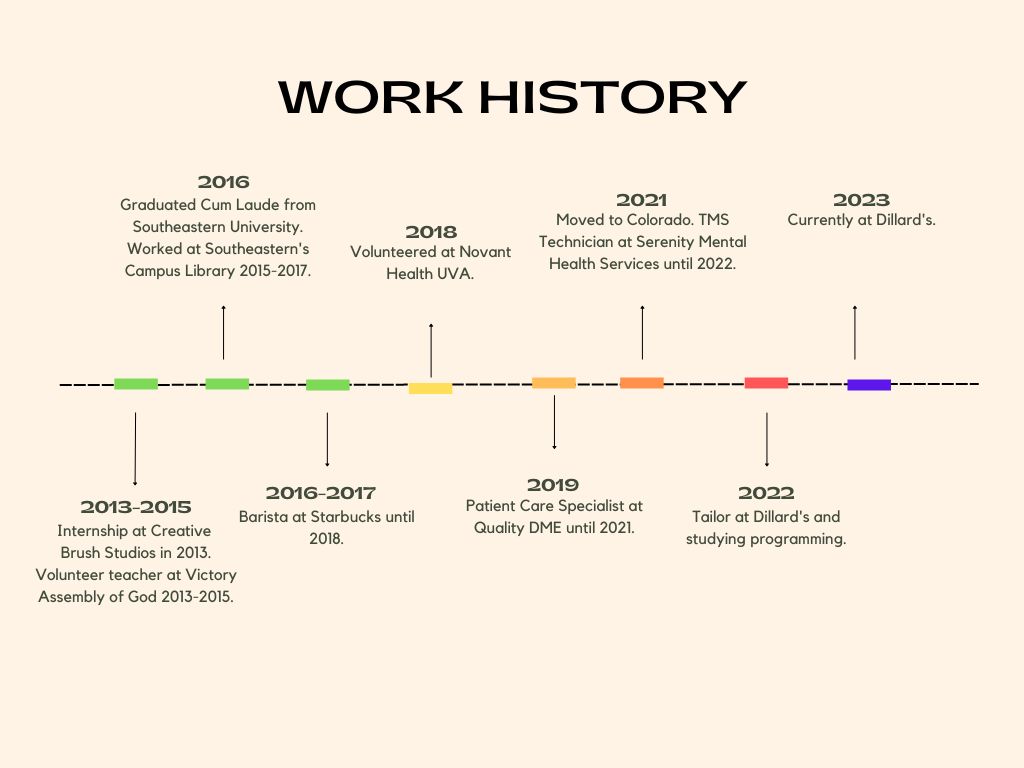 WORK HISTORY
2016
Graduated Cum Laude from
Southeastern University.
Worked at Southeastern's
Campus Library 2015-2017.
2018
Volunteered at Novant
Health UVA.
2021
Moved to Colorado. TMS
Technician at Serenity Mental
Health Services until 2022.
2023
Currently at Dillard's.
2013-2015
Internship at Creative
Brush Studios in 2013.
Volunteer teacher at Victory
Assembly of God 2013-2015.
2016-2017
Barista at Starbucks until
2018.
2019
Patient Care Specialist at
Quality DME until 2021.
2022
Tailor at Dillard's and
studying programming.